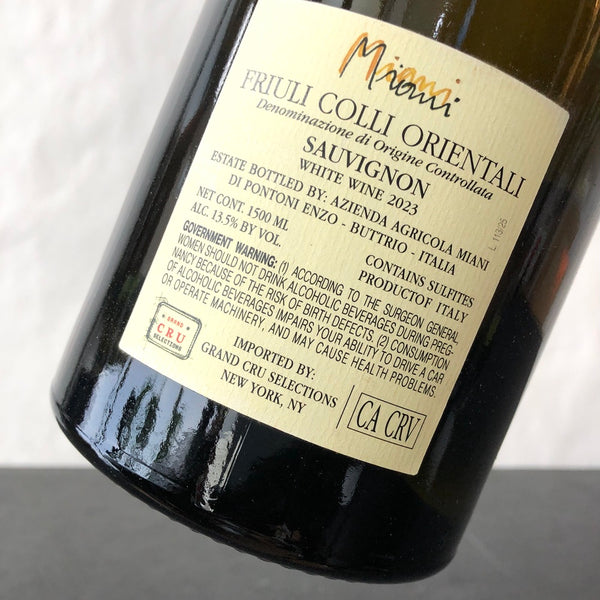 Miani
FRIULI COLLI ORIENTALI
Denominazione di Origine Controllata
SAUVIGNON
WHITE WINE 2023
ESTATE BOTTLED BY: AZIENDA AGRICOLA MIANI
DI PONTONI ENZO - BUTTRIO - ITALIA
NET CONT. 1500 ML
ALC. 13.5% BY VOL.
CONTAINS SULFITES
PRODUCTOF ITALY
L 113/25
GOVERNMENT WARNING: (1) ACCORDING TO THE SURGEON GENERAL
WOMEN SHOULD NOT DRINK ALCOHOLIC BEVERAGES DURING PREG-
NANCY BECAUSE OF THE RISK OF BIRTH DEFECTS. (2) CONSUMPTION
OF ALCOHOLIC BEVERAGES IMPAIRS YOUR ABILITY TO DRIVE A CAR
OR OPERATE MACHINERY, AND MAY CAUSE HEALTH PROBLEMS.
GRAND
CRU
SELECTIONS
IMPORTED BY:
GRAND CRU SELECTIONS
NEW YORK, NY
CA CRV